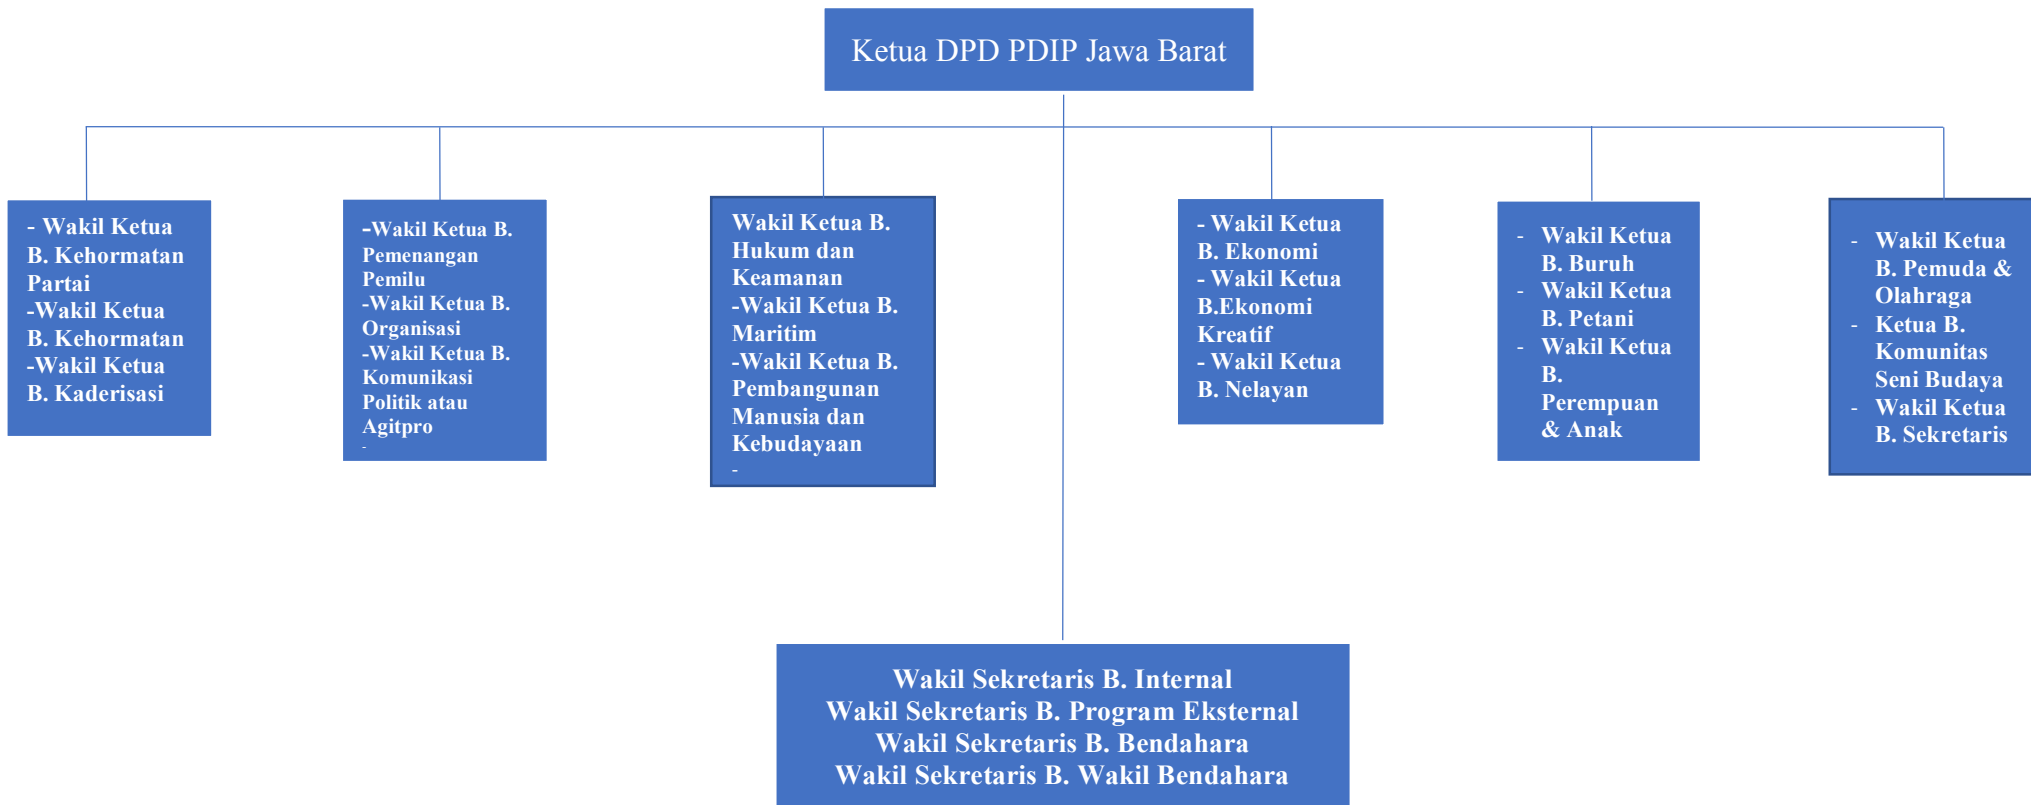 Ketua DPD PDIP Jawa Barat
- Wakil Ketua
B. Kehormatan
Partai
-Wakil Ketua
B. Kehormatan
-Wakil Ketua
B. Kaderisasi
-Wakil Ketua B.
Pemenangan
Pemilu
-Wakil Ketua B.
Organisasi
-Wakil Ketua B.
Komunikasi
Politik atau
Agitpro
-
Wakil Ketua B.
Hukum dan
Keamanan
-Wakil Ketua B.
Maritim
-Wakil Ketua B.
Pembangunan
Manusia dan
Kebudayaan
-
- Wakil Ketua
B. Ekonomi
- Wakil Ketua
B.Ekonomi
Kreatif
- Wakil Ketua
B. Nelayan
- Wakil Ketua
B. Buruh
- Wakil Ketua
B. Petani
- Wakil Ketua
B.
Perempuan
& Anak
- Wakil Ketua
B. Pemuda &
Olahraga
- Ketua B.
Komunitas
Seni Budaya
- Wakil Ketua
B. Sekretaris
Wakil Sekretaris B. Internal
Wakil Sekretaris B. Program Eksternal
Wakil Sekretaris B. Bendahara
Wakil Sekretaris B. Wakil Bendahara